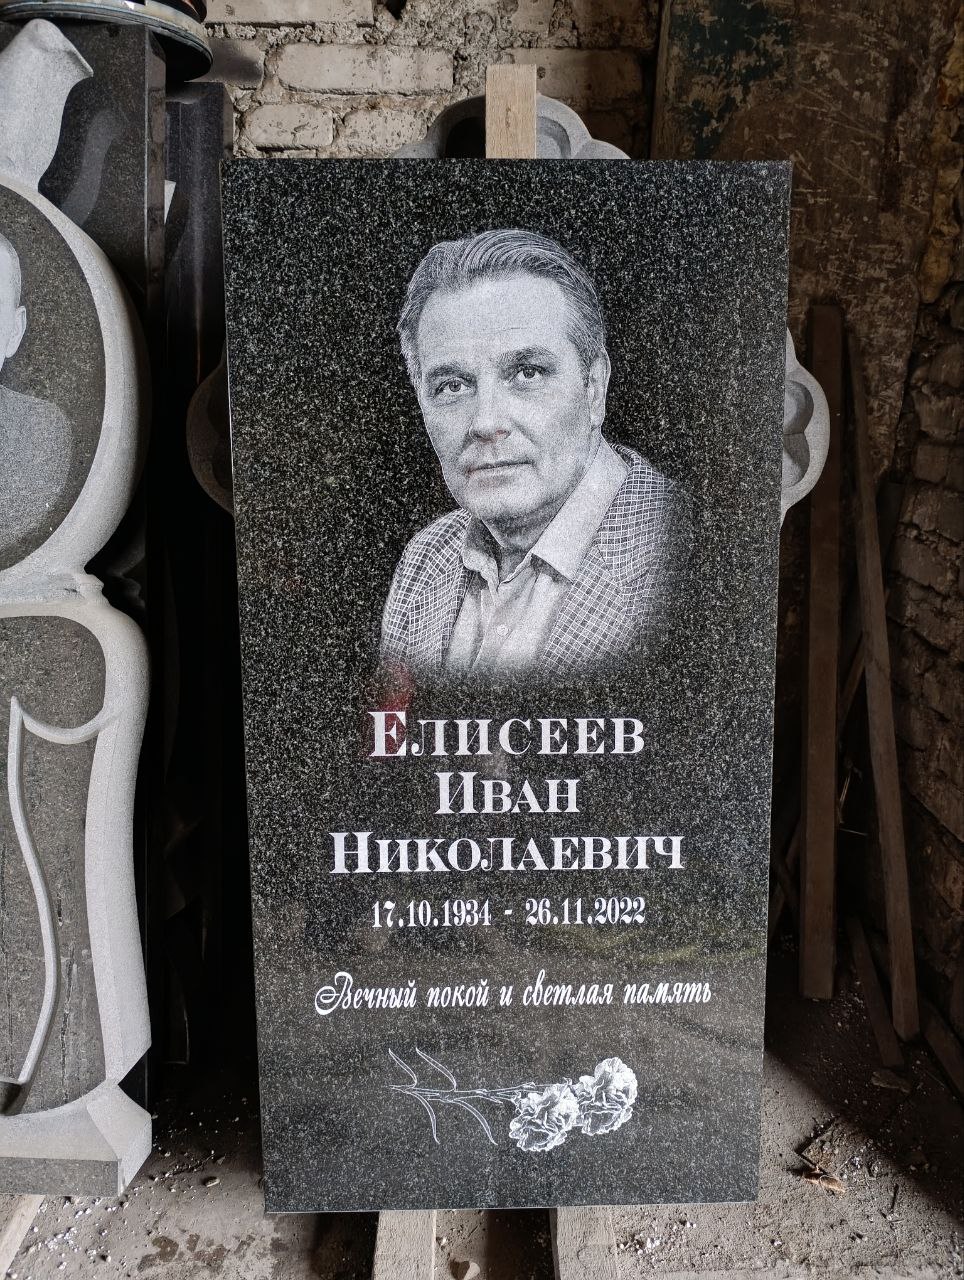 Елисеев
Иван
Николаевич
17.10.1934 - 26.11.2022
Вечный покой и светлая память